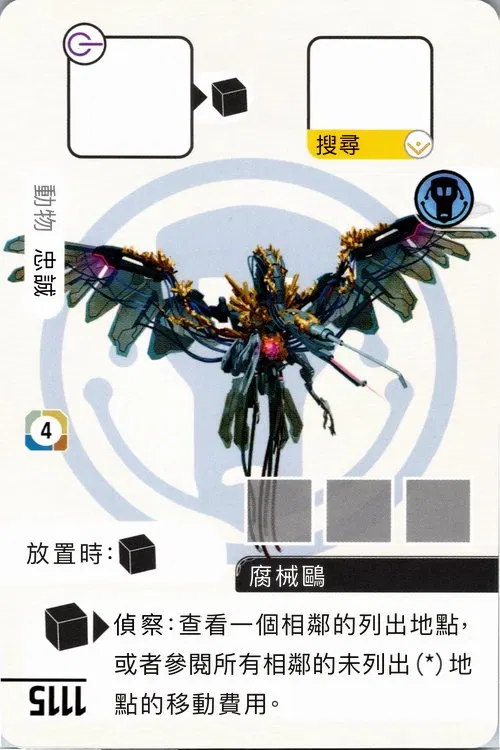 搜尋
動物 忠誠
4
放置時：
腐械鷗
偵察：查看一個相鄰的列出地點，
或者參閱所有相鄰的未列出（*）地
點的移動費用。
1115